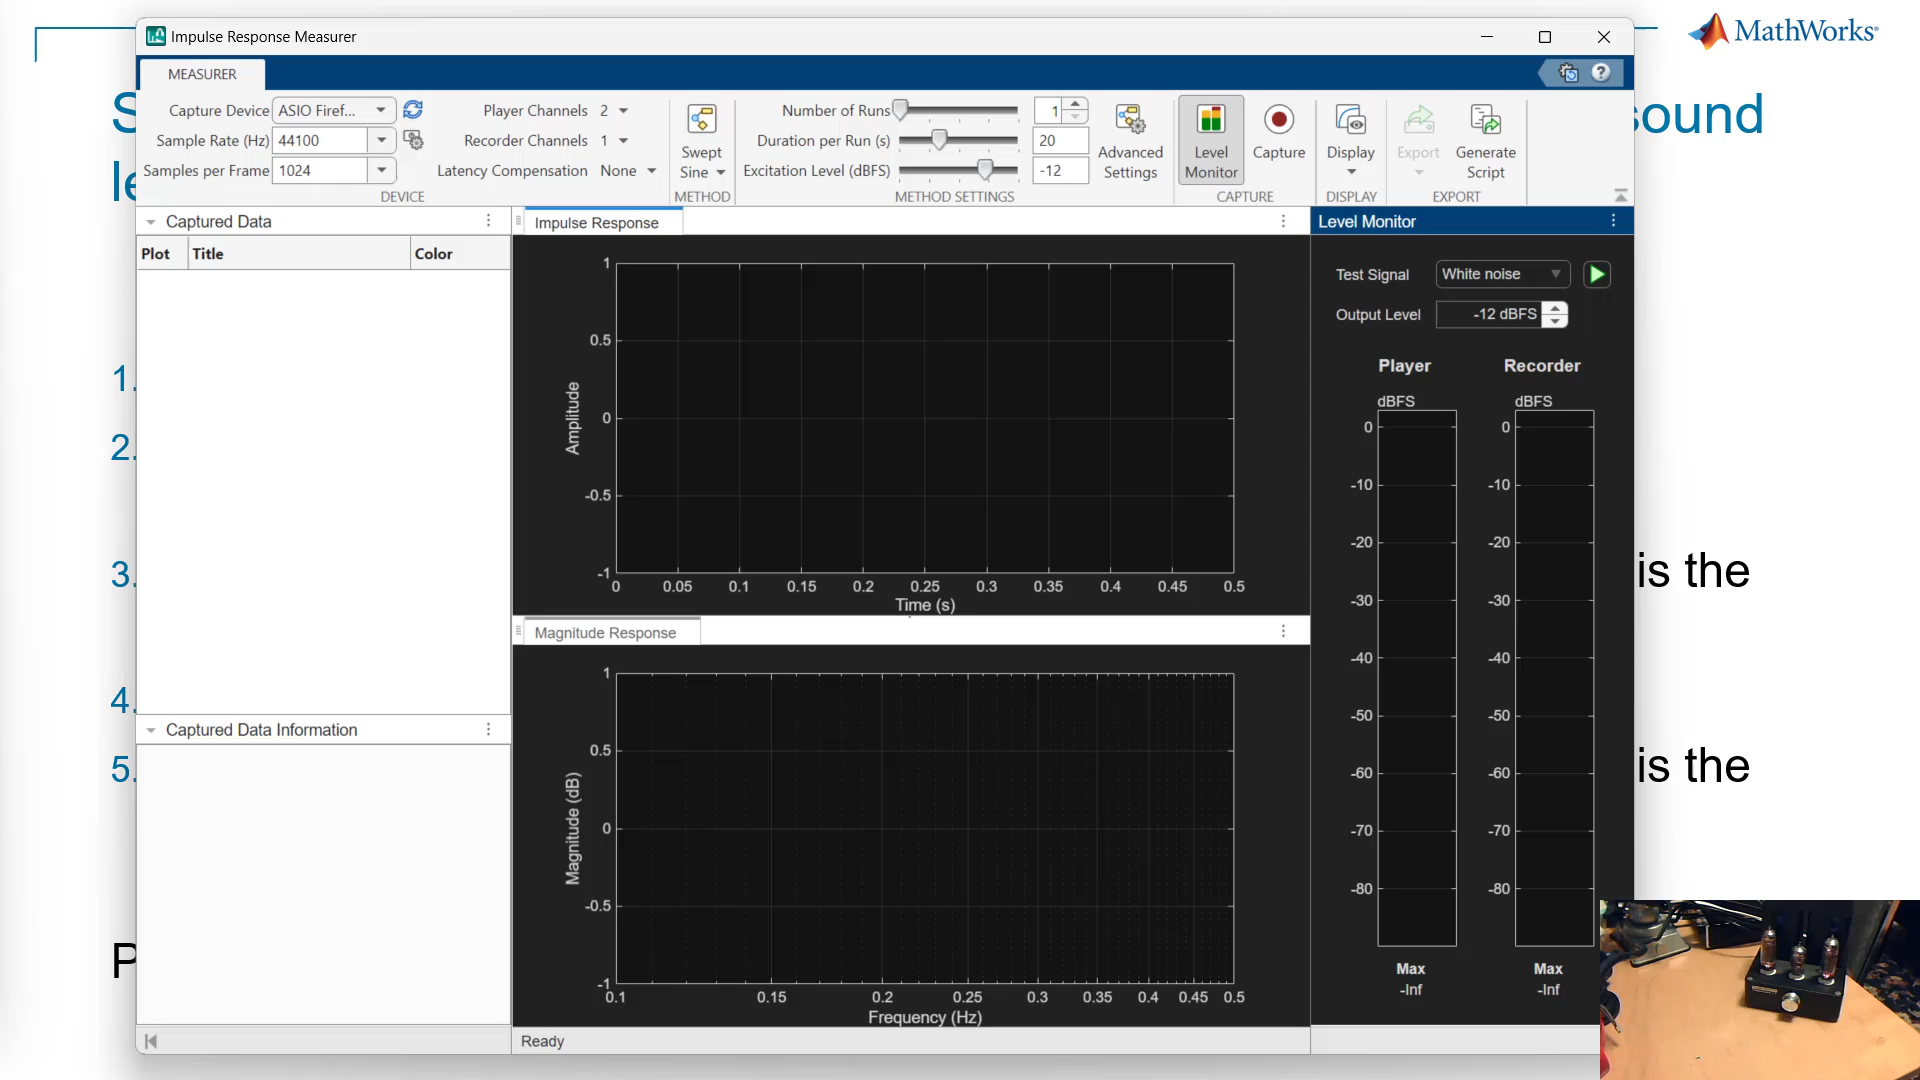 MathWorks®
Impulse Response Measurer
MEASURER
Capture Device ASIO Firef...
Sample Rate (Hz) 44100
Samples per Frame 1024
Player Channels 2
Recorder Channels 1
Latency Compensation None
DEVICE
Swept
Sine
METHOD
Number of Runs 1
Duration per Run (s) 20
Excitation Level (dBFS) -12
Advanced
Settings
METHOD SETTINGS
Level
Monitor
Capture
CAPTURE
Display
DISPLAY
Export
Generate
Script
EXPORT
S
sound
le
Captured Data
Plot Title Color
Captured Data Information
Impulse Response
1
0.5
0
-0.5
-1
Amplitude
0 0.05 0.1 0.15 0.2 0.25 0.3 0.35 0.4 0.45 0.5
Time (s)
Magnitude Response
1
0.5
0
-0.5
-1
Magnitude (dB)
0.1 0.15 0.2 0.25 0.3 0.35 0.4 0.45 0.5
Frequency (Hz)
Ready
Level Monitor
Test Signal White noise
Output Level -12 dBFS
Player Recorder
dBFS dBFS
0 0
-10 -10
-20 -20
-30 -30
-40 -40
-50 -50
-60 -60
-70 -70
-80 -80
Max Max
-Inf -Inf
1.
2.
3.
is the
4.
5.
is the
P